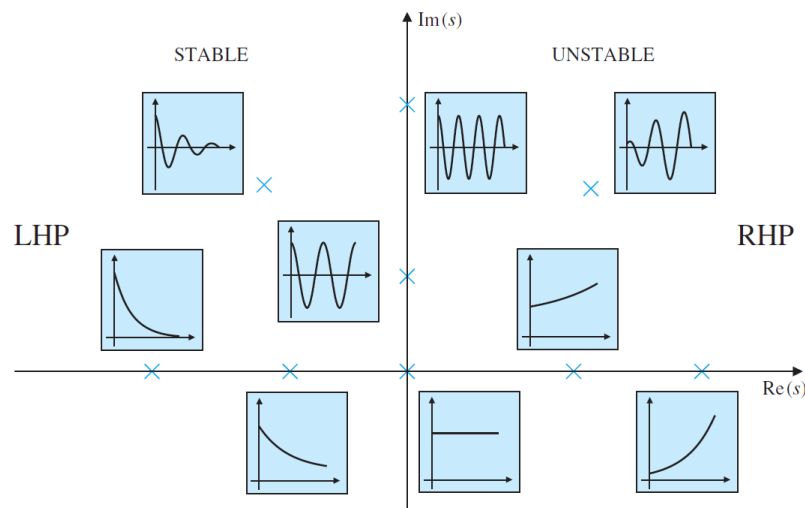 Im(s)
STABLE
UNSTABLE
LHP
RHP
Re(s)